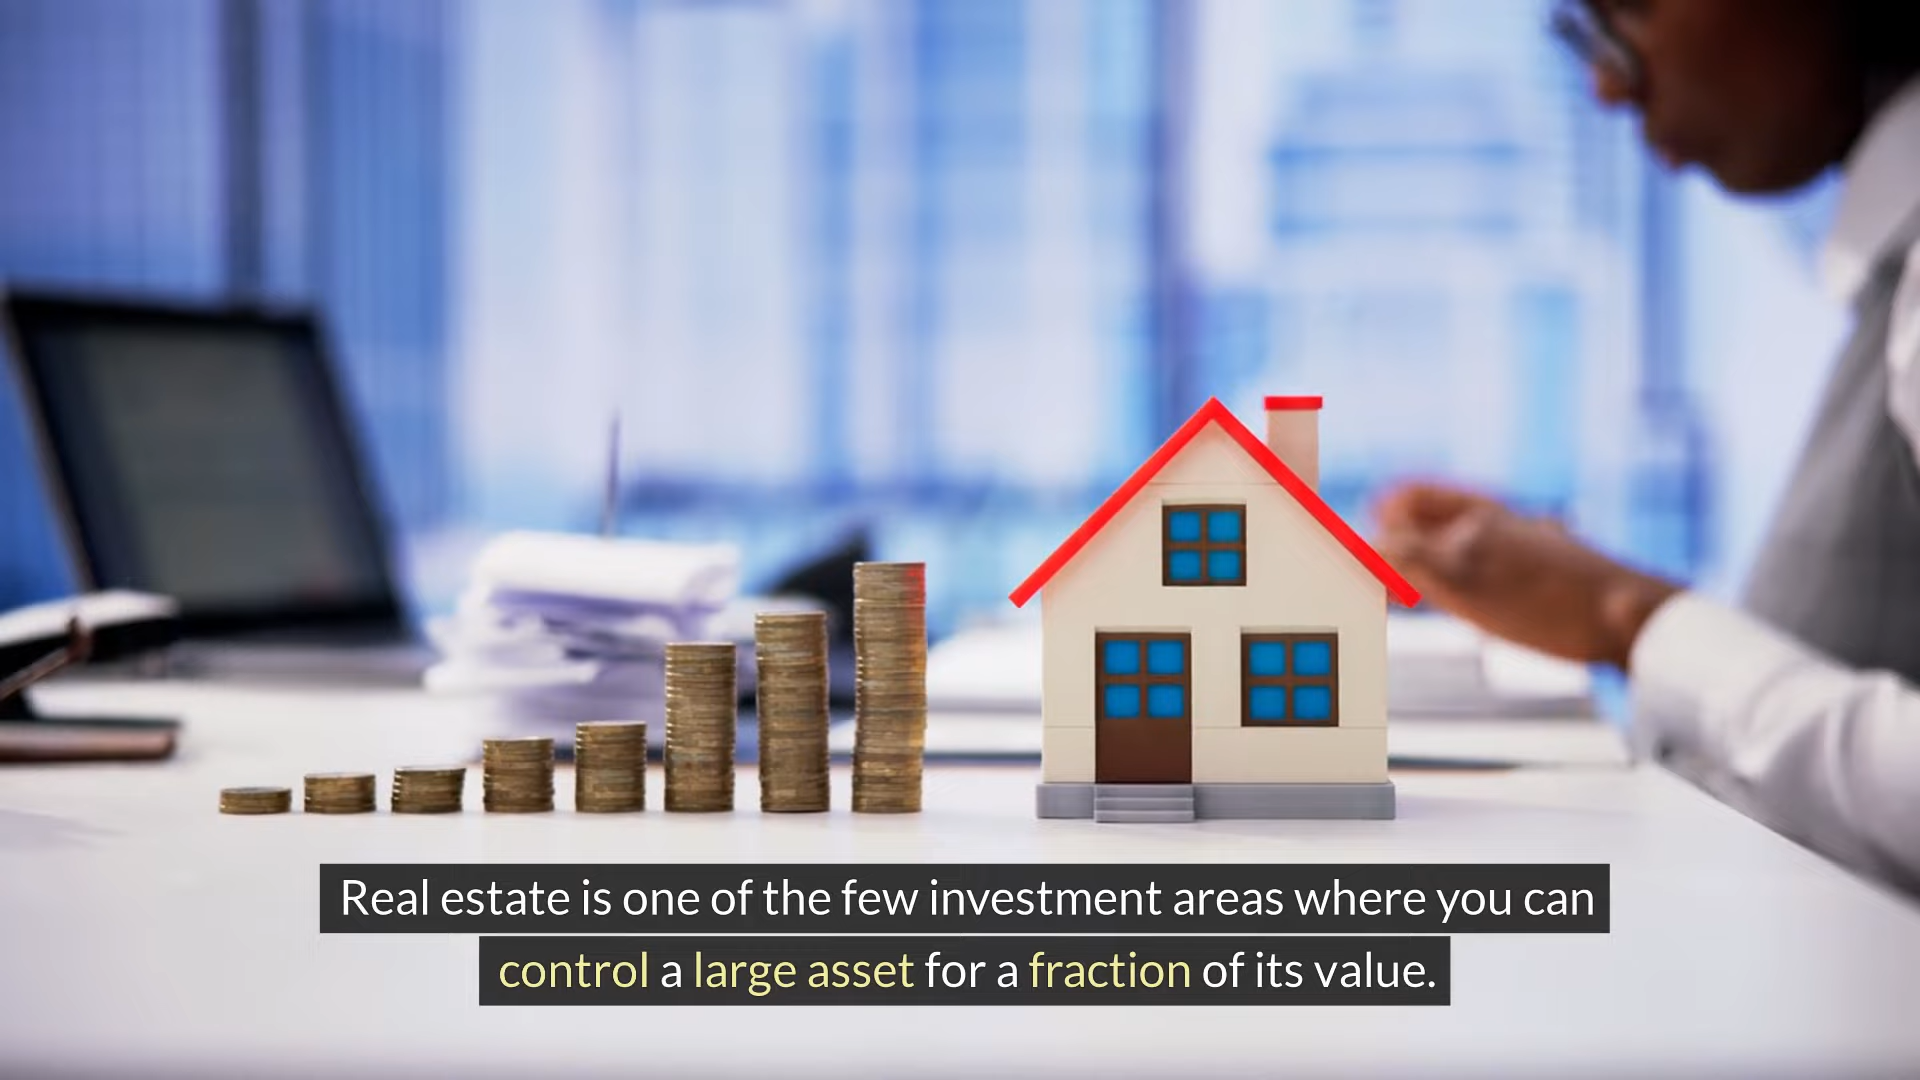 Real estate is one of the few investment areas where you can
control a large asset for a fraction of its value.